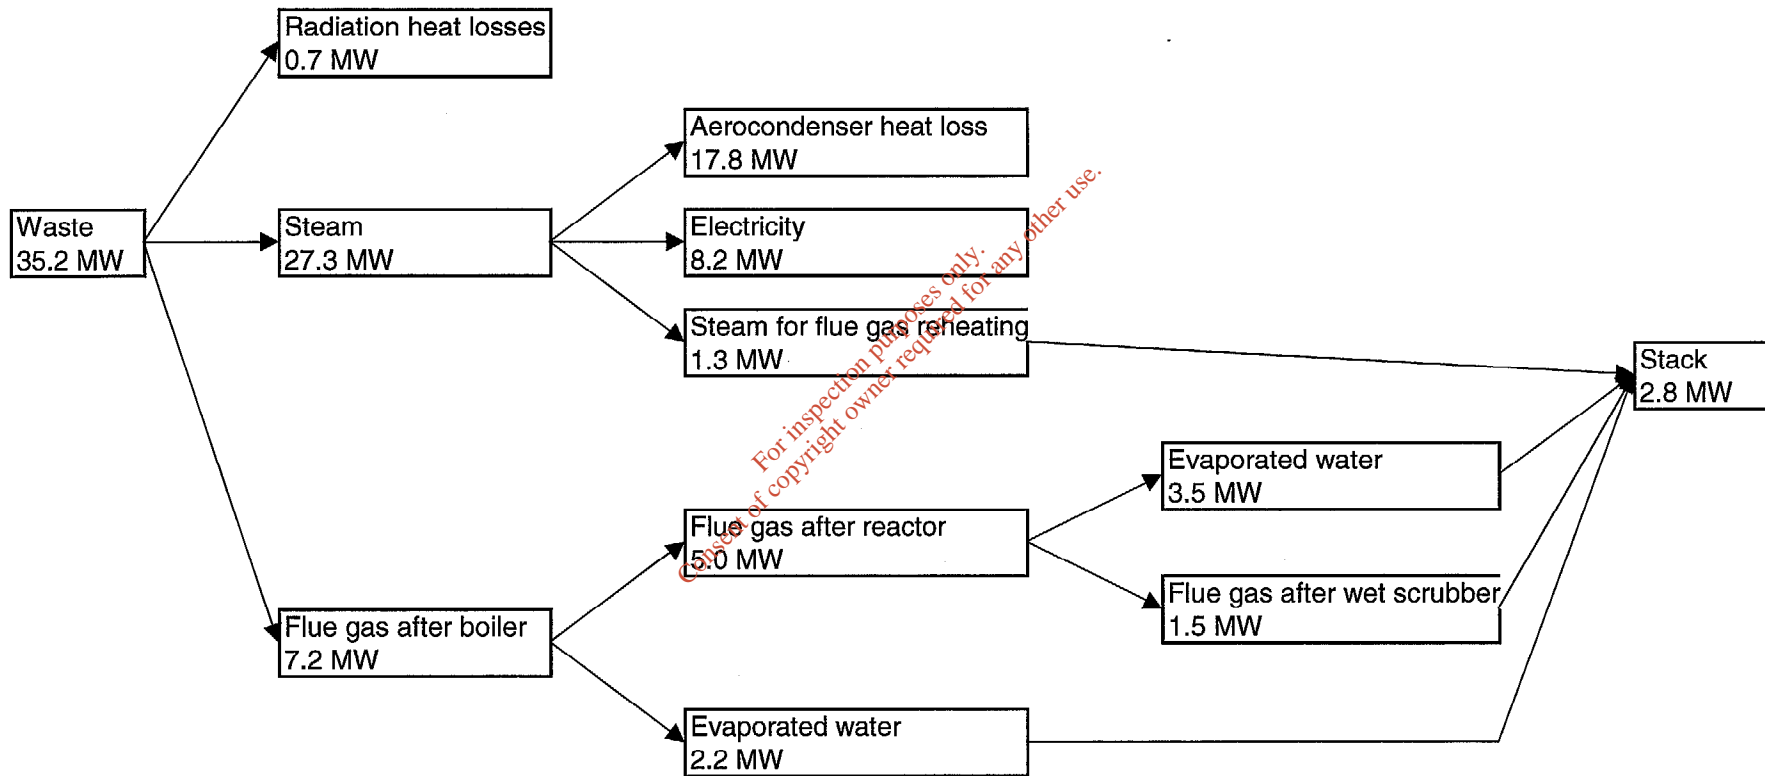 Radiation heat losses
0.7 MW
Aerocondenser heat loss
17.8 MW
Waste
35.2 MW
Steam
27.3 MW
Electricity
8.2 MW
Steam for flue gas reheating
1.3 MW
Stack
2.8 MW
Evaporated water
3.5 MW
Flue gas after reactor
5.0 MW
Flue gas after wet scrubber
1.5 MW
Flue gas after boiler
7.2 MW
Evaporated water
2.2 MW
For inspection purposes only.
Consent of copyright owner required for any other use.